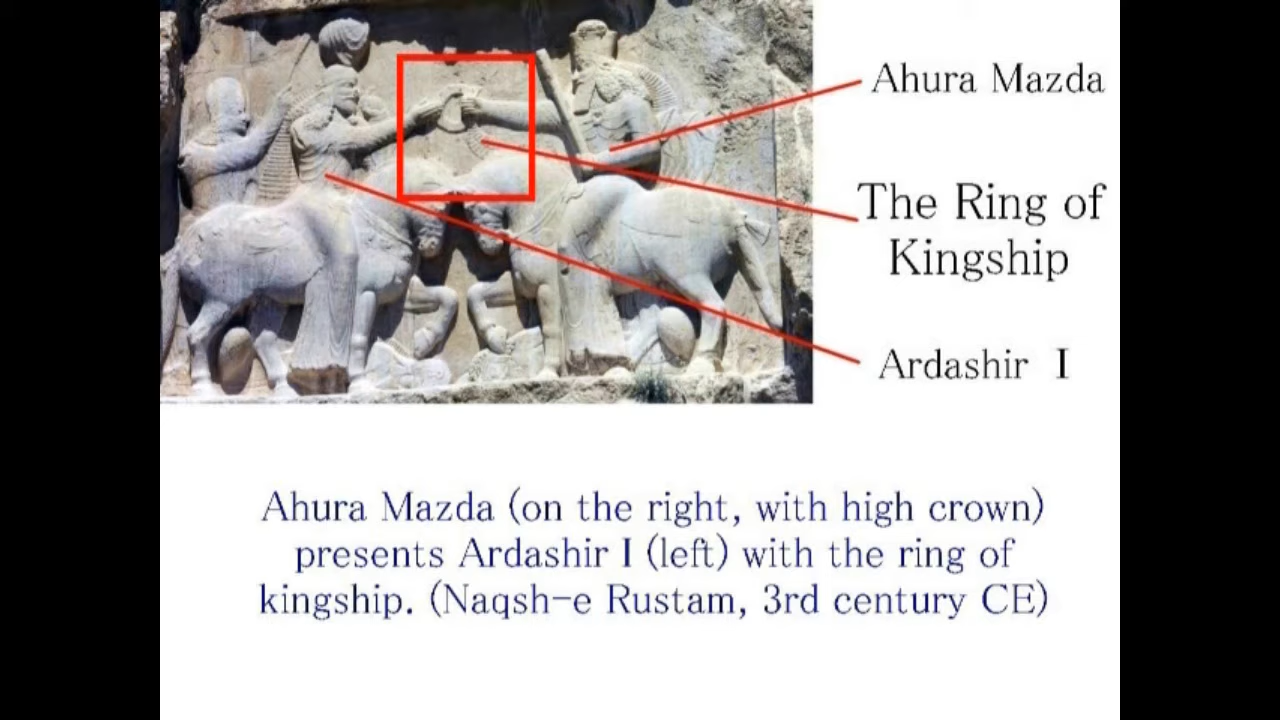 Ahura Mazda
The Ring of
Kingship
Ardashir I
Ahura Mazda (on the right, with high crown)
presents Ardashir I (left) with the ring of
kingship. (Naqsh-e Rustam, 3rd century CE)